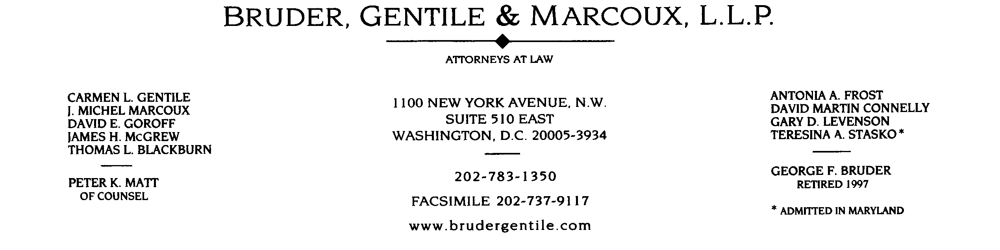 BRUDER, GENTILE & MARCOUX, L.L.P.
ATTORNEYS AT LAW
CARMEN L. GENTILE
J. MICHEL MARCOUX
DAVID E. GOROFF
JAMES H. McGREW
THOMAS L. BLACKBURN
PETER K. MATT
OF COUNSEL
1100 NEW YORK AVENUE, N.W.
SUITE 510 EAST
WASHINGTON, D.C. 20005-3934
202-783-1350
FACSIMILE 202-737-9117
www.brudergentile.com
ANTONIA A. FROST
DAVID MARTIN CONNELLY
GARY D. LEVENSON
TERESINA A. STASKO*
GEORGE F. BRUDER
RETIRED 1997
* ADMITTED IN MARYLAND